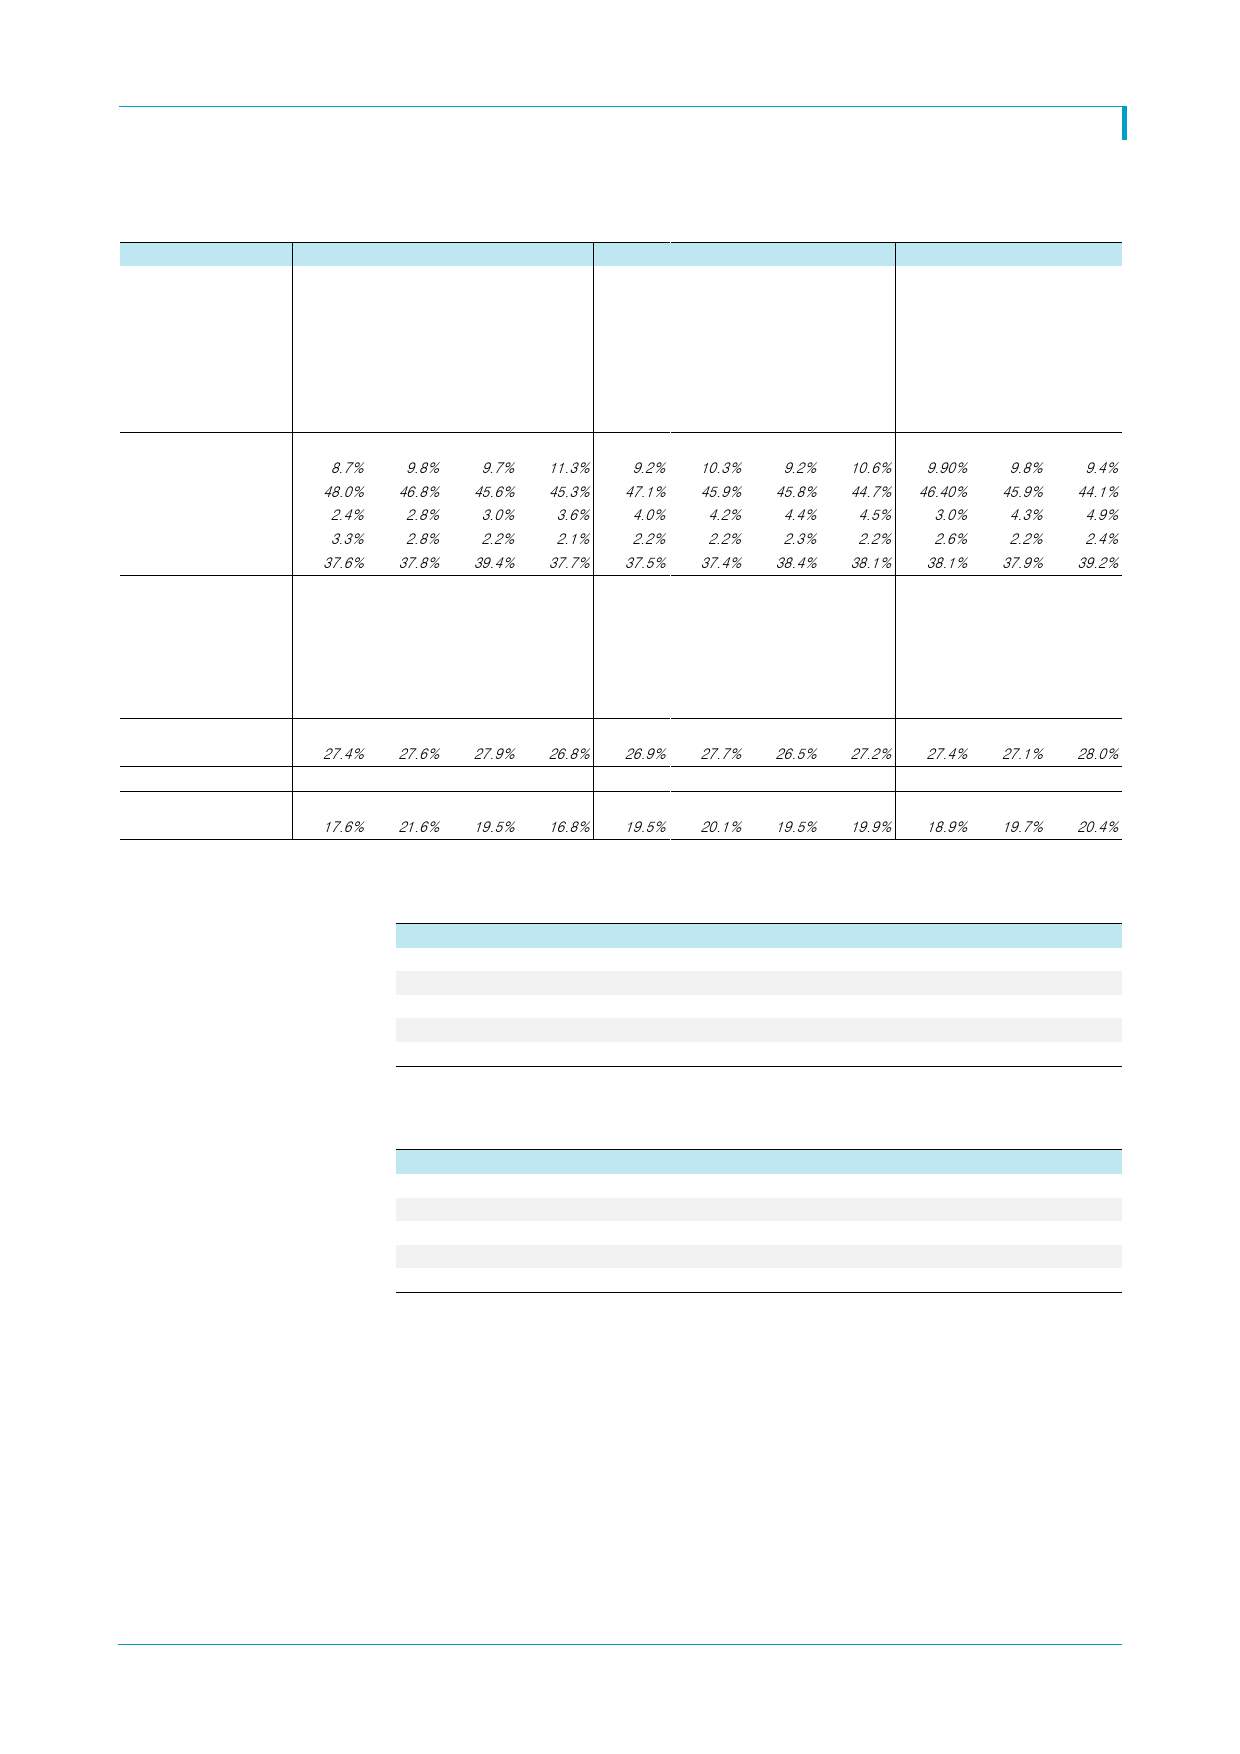 8.7% 9.8% 9.7% 11.3% 9.2% 10.3% 9.2% 10.6% 9.90% 9.8% 9.4%
48.0% 46.8% 45.6% 45.3% 47.1% 45.9% 45.8% 44.7% 46.40% 45.9% 44.1%
2.4% 2.8% 3.0% 3.6% 4.0% 4.2% 4.4% 4.5% 3.0% 4.3% 4.9%
3.3% 2.8% 2.2% 2.1% 2.2% 2.2% 2.3% 2.2% 2.6% 2.2% 2.4%
37.6% 37.8% 39.4% 37.7% 37.5% 37.4% 38.4% 38.1% 38.1% 37.9% 39.2%
27.4% 27.6% 27.9% 26.8% 26.9% 27.7% 26.5% 27.2% 27.4% 27.1% 28.0%
17.6% 21.6% 19.5% 16.8% 19.5% 20.1% 19.5% 19.9% 18.9% 19.7% 20.4%